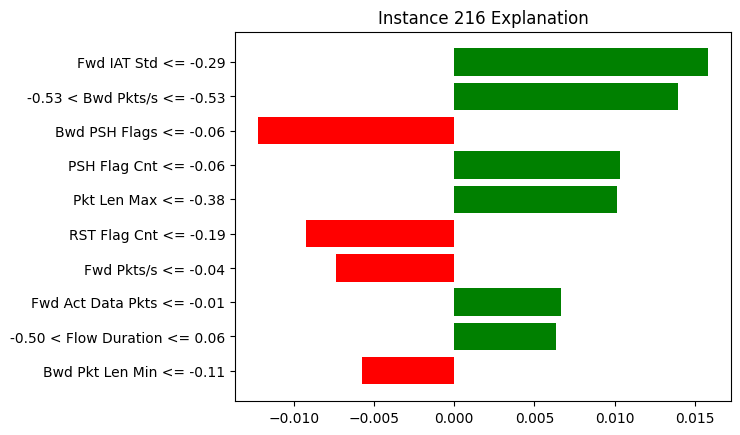 Instance 216 Explanation
Fwd IAT Std <= -0.29
-0.53 < Bwd Pkts/s <= -0.53
Bwd PSH Flags <= -0.06
PSH Flag Cnt <= -0.06
Pkt Len Max <= -0.38
RST Flag Cnt <= -0.19
Fwd Pkts/s <= -0.04
Fwd Act Data Pkts <= -0.01
-0.50 < Flow Duration <= 0.06
Bwd Pkt Len Min <= -0.11
−0.010 −0.005 0.000 0.005 0.010 0.015